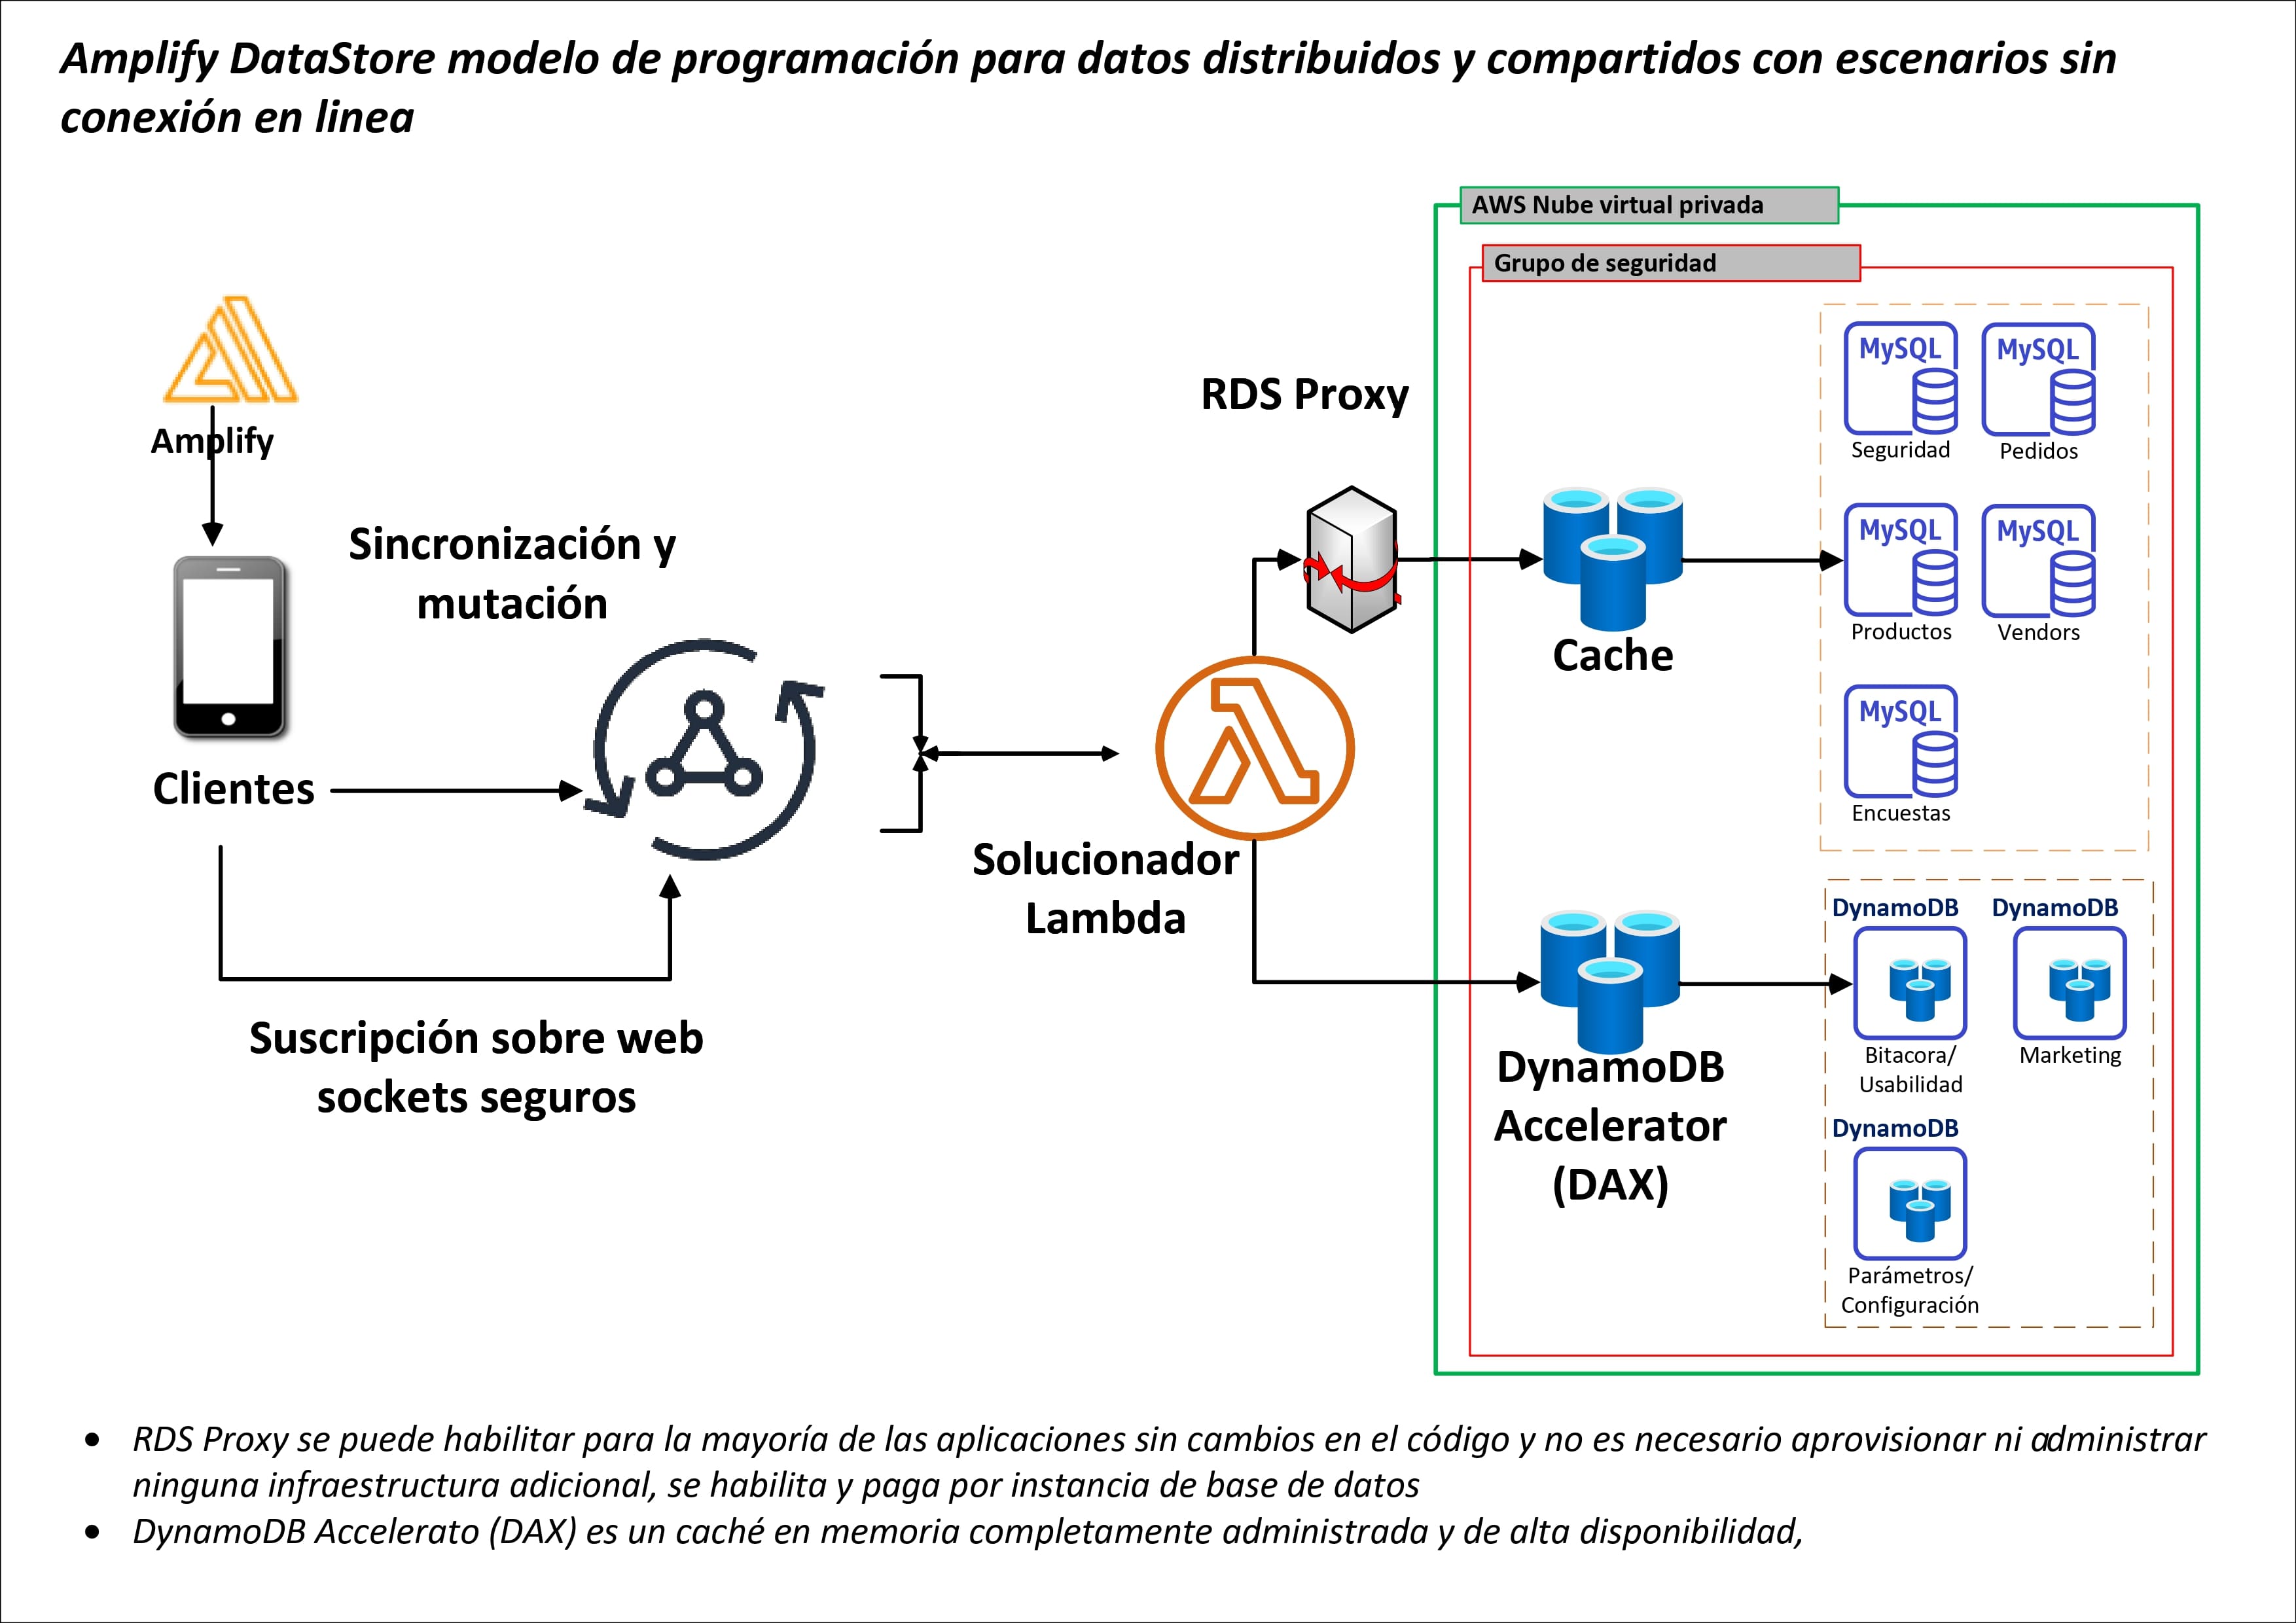 Amplify DataStore modelo de programación para datos distribuidos y compartidos con escenarios sin
conexión en linea
AWS Nube virtual privada
Grupo de seguridad
Amplify
Sincronización y
mutación
Clientes
Suscripción sobre web
sockets seguros
Solucionador
Lambda
RDS Proxy
Cache
MySQL
Seguridad
MySQL
Pedidos
MySQL
Productos
MySQL
Vendors
MySQL
Encuestas
DynamoDB
Accelerator
(DAX)
DynamoDB
Bitacora/
Usabilidad
DynamoDB
Marketing
DynamoDB
Parámetros/
Configuración
• RDS Proxy se puede habilitar para la mayoría de las aplicaciones sin cambios en el código y no es necesario aprovisionar ni administrar
ninguna infraestructura adicional, se habilita y paga por instancia de base de datos
• DynamoDB Accelerato (DAX) es un caché en memoria completamente administrada y de alta disponibilidad,